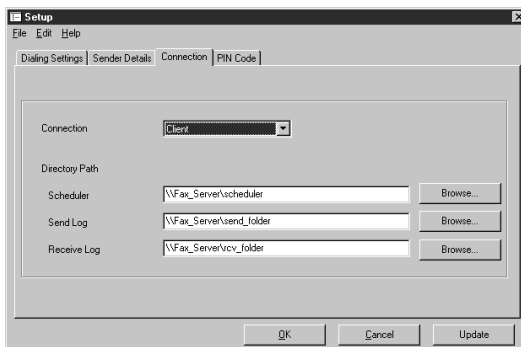 Setup
File Edit Help
Dialing Settings Sender Details Connection PIN Code
Connection Client
Directory Path
Scheduler \\Fax_Server\scheduler Browse...
Send Log \\Fax_Server\send_folder Browse...
Receive Log \\Fax_Server\rcv_folder Browse...
OK Cancel Update